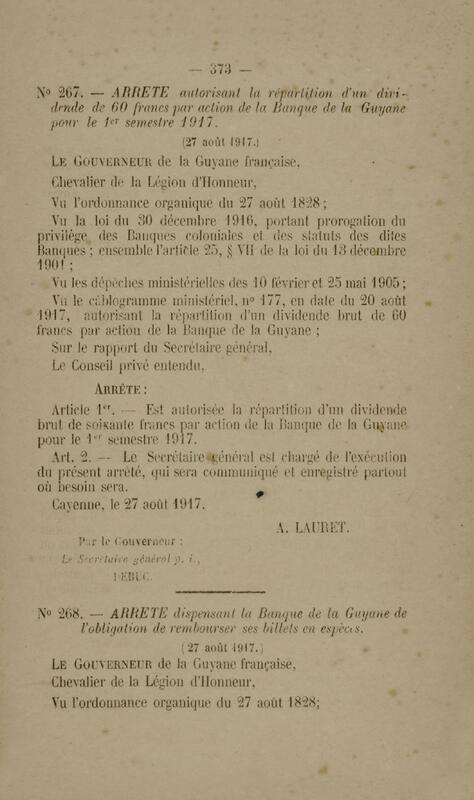 — 373 —
Nº 267. — ARRÊTÉ autorisant la répartition d'un divi-
dende de 60 francs par action de la Banque de la Guyane
pour le 1er semestre 1917.
(27 août 1917.)
LE GOUVERNEUR de la Guyane française,
Chevalier de la Légion d'Honneur,
Vu l'ordonnance organique du 27 août 1828;
Vu la loi du 30 décembre 1916, portant prorogation du
privilège des Banques coloniales et des statuts des dites
Banques ; ensemble l'article 25, § VII de la loi du 13 décembre
1901 ;
Vu les dépêches ministérielles des 10 février et 25 mai 1905;
Vu le câblogramme ministériel, nº 177, en date du 20 août
1917, autorisant la répartition d'un dividende brut de 60
francs par action de la Banque de la Guyane ;
Sur le rapport du Secrétaire général,
Le Conseil privé entendu,
ARRÊTE :
Article 1er. — Est autorisée la répartition d'un dividende
brut de soixante francs par action de la Banque de la Guyane
pour le 1er semestre 1917.
Art. 2. — Le Secrétaire général est chargé de l'exécution
du présent arrêté, qui sera communiqué et enregistré partout
où besoin sera.
Cayenne, le 27 août 1917.
A. LAURET.
Par le Gouverneur :
Le Secrétaire général p. i.,
LEBUC.
Nº 268. — ARRÊTÉ dispensant la Banque de la Guyane de
l'obligation de rembourser ses billets en espèces.
(27 août 1917.)
LE GOUVERNEUR de la Guyane française,
Chevalier de la Légion d'Honneur,
Vu l'ordonnance organique du 27 août 1828;